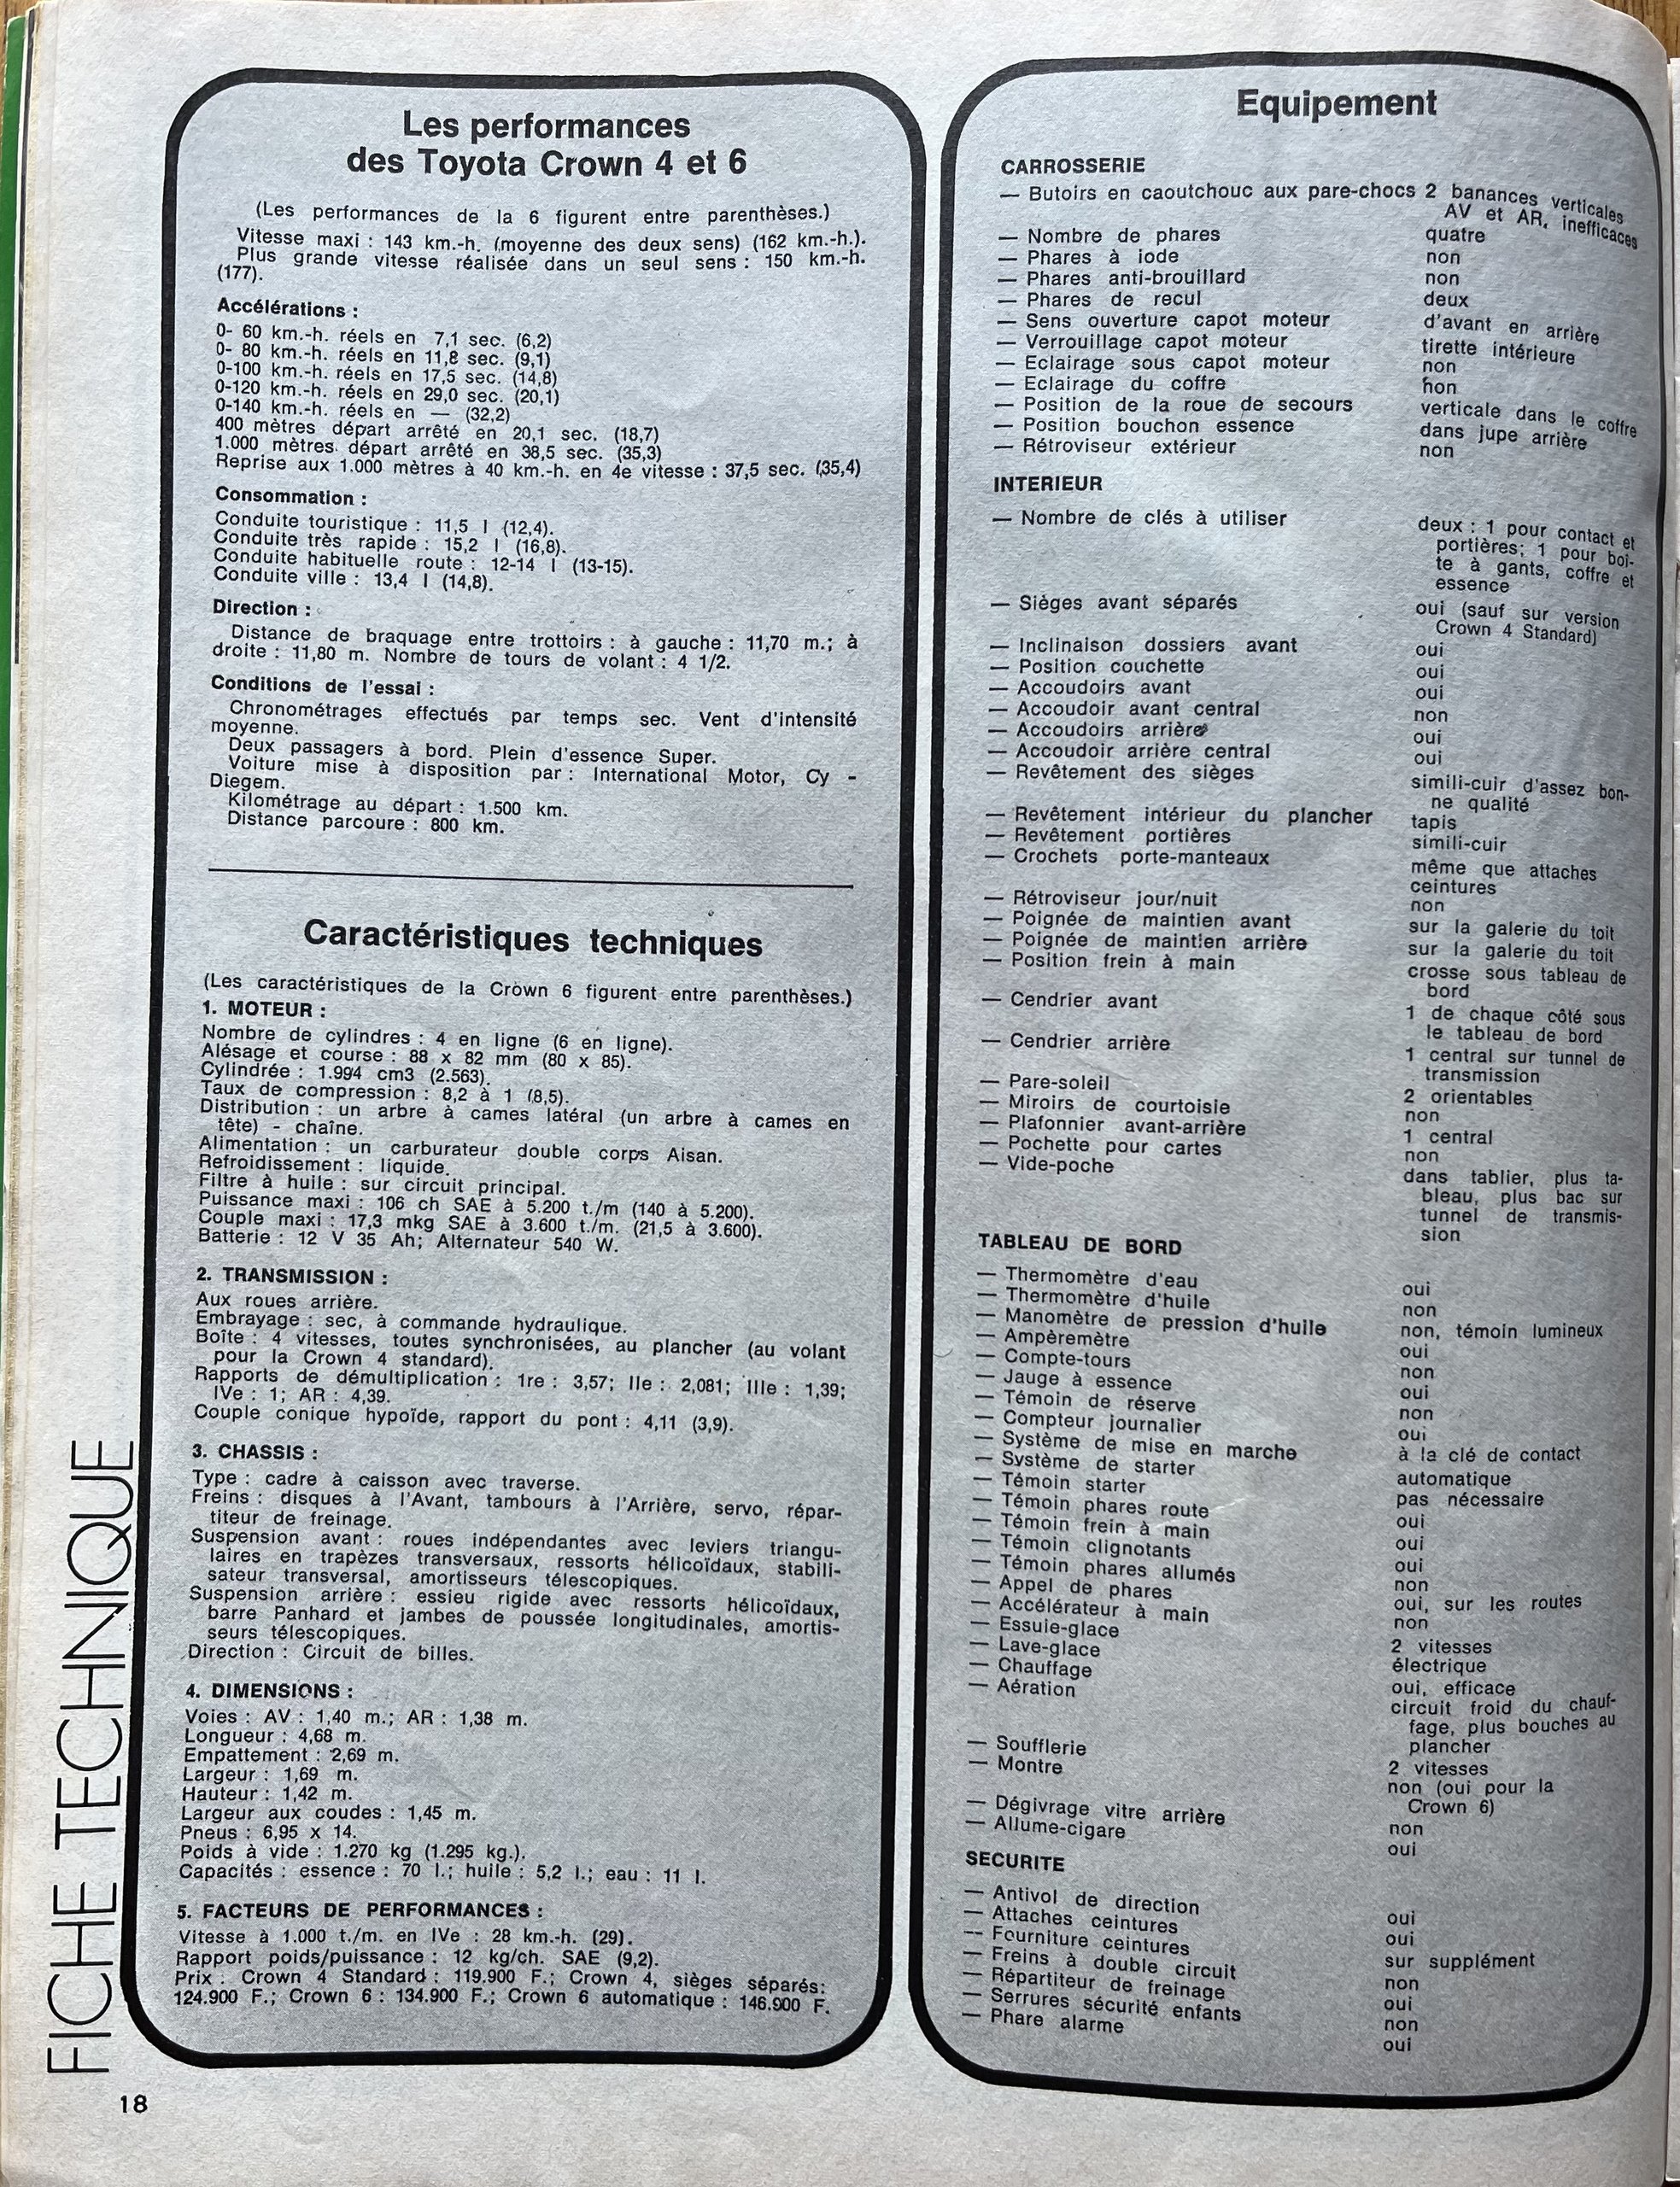 Les performances
des Toyota Crown 4 et 6
(Les performances de la 6 figurent entre parenthèses.)
Vitesse maxi : 143 km.-h. (moyenne des deux sens) (162 km.-h.).
Plus grande vitesse réalisée dans un seul sens : 150 km.-h.
(177).
Accélérations :
0- 60 km.-h. réels en 7,1 sec. (6,2)
0- 80 km.-h. réels en 11,8 sec. (9,1)
0-100 km.-h. réels en 17,5 sec. (14,8)
0-120 km.-h. réels en 29,0 sec. (20,1)
0-140 km.-h. réels en — (32,2)
400 mètres départ arrêté en 20,1 sec. (18,7)
1.000 mètres départ arrêté en 38,5 sec. (35,3)
Reprise aux 1.000 mètres à 40 km.-h. en 4e vitesse : 37,5 sec. (35,4)
Consommation :
Conduite touristique : 11,5 l (12,4).
Conduite très rapide : 15,2 l (16,8).
Conduite habituelle route : 12-14 l (13-15).
Conduite ville : 13,4 l (14,8).
Direction :
Distance de braquage entre trottoirs : à gauche : 11,70 m.; à
droite : 11,80 m. Nombre de tours de volant : 4 1/2.
Conditions de l'essai :
Chronométrages effectués par temps sec. Vent d'intensité
moyenne.
Deux passagers à bord. Plein d'essence Super.
Voiture mise à disposition par : International Motor, Cy -
Diegem.
Kilométrage au départ : 1.500 km.
Distance parcoure : 800 km.
Caractéristiques techniques
(Les caractéristiques de la Crown 6 figurent entre parenthèses.)
1. MOTEUR :
Nombre de cylindres : 4 en ligne (6 en ligne).
Alésage et course : 88 x 82 mm (80 x 85).
Cylindrée : 1.994 cm3 (2.563).
Taux de compression : 8,2 à 1 (8,5).
Distribution : un arbre à cames latéral (un arbre à cames en
tête) - chaîne.
Alimentation : un carburateur double corps Aisan.
Refroidissement : liquide.
Filtre à huile : sur circuit principal.
Puissance maxi : 106 ch SAE à 5.200 t./m (140 à 5.200).
Couple maxi : 17,3 mkg SAE à 3.600 t./m. (21,5 à 3.600).
Batterie : 12 V 35 Ah; Alternateur 540 W.
2. TRANSMISSION :
Aux roues arrière.
Embrayage : sec, à commande hydraulique.
Boîte : 4 vitesses, toutes synchronisées, au plancher (au volant
pour la Crown 4 standard).
Rapports de démultiplication : 1re : 3,57; IIe : 2,081; IIIe : 1,39;
IVe : 1; AR : 4,39.
Couple conique hypoïde, rapport du pont : 4,11 (3,9).
3. CHASSIS :
Type : cadre à caisson avec traverse.
Freins : disques à l'Avant, tambours à l'Arrière, servo, répar-
titeur de freinage.
Suspension avant : roues indépendantes avec leviers triangu-
laires en trapèzes transversaux, ressorts hélicoïdaux, stabili-
sateur transversal, amortisseurs télescopiques.
Suspension arrière : essieu rigide avec ressorts hélicoïdaux,
barre Panhard et jambes de poussée longitudinales, amortis-
seurs télescopiques.
Direction : Circuit de billes.
4. DIMENSIONS :
Voies : AV : 1,40 m.; AR : 1,38 m.
Longueur : 4,68 m.
Empattement : 2,69 m.
Largeur : 1,69 m.
Hauteur : 1,42 m.
Largeur aux coudes : 1,45 m.
Pneus : 6,95 x 14.
Poids à vide : 1.270 kg (1.295 kg.).
Capacités : essence : 70 l.; huile : 5,2 l.; eau : 11 l.
5. FACTEURS DE PERFORMANCES :
Vitesse à 1.000 t./m. en IVe : 28 km.-h. (29).
Rapport poids/puissance : 12 kg/ch. SAE (9,2).
Prix : Crown 4 Standard : 119.900 F.; Crown 4, sièges séparés:
124.900 F.; Crown 6 : 134.900 F.; Crown 6 automatique : 146.900 F.
Equipement
CARROSSERIE
— Butoirs en caoutchouc aux pare-chocs 2 banances verticales
AV et AR, inefficaces
— Nombre de phares quatre
— Phares à iode non
— Phares anti-brouillard non
— Phares de recul deux
— Sens ouverture capot moteur d'avant en arrière
— Verrouillage capot moteur tirette intérieure
— Eclairage sous capot moteur non
— Eclairage du coffre non
— Position de la roue de secours verticale dans le coffre
— Position bouchon essence dans jupe arrière
— Rétroviseur extérieur non
INTERIEUR
— Nombre de clés à utiliser deux : 1 pour contact et
portières; 1 pour boî-
te à gants, coffre et
essence
— Sièges avant séparés oui (sauf sur version
Crown 4 Standard)
— Inclinaison dossiers avant oui
— Position couchette oui
— Accoudoirs avant oui
— Accoudoir avant central non
— Accoudoirs arrière oui
— Accoudoir arrière central oui
— Revêtement des sièges simili-cuir d'assez bon-
ne qualité
— Revêtement intérieur du plancher tapis
— Revêtement portières simili-cuir
— Crochets porte-manteaux même que attaches
ceintures
— Rétroviseur jour/nuit non
— Poignée de maintien avant sur la galerie du toit
— Poignée de maintien arrière sur la galerie du toit
— Position frein à main crosse sous tableau de
bord
— Cendrier avant 1 de chaque côté sous
le tableau de bord
— Cendrier arrière 1 central sur tunnel de
transmission
— Pare-soleil 2 orientables
— Miroirs de courtoisie non
— Plafonnier avant-arrière 1 central
— Pochette pour cartes non
— Vide-poche dans tablier, plus ta-
bleau, plus bac sur
tunnel de transmis-
sion
TABLEAU DE BORD
— Thermomètre d'eau oui
— Thermomètre d'huile non
— Manomètre de pression d'huile non, témoin lumineux
— Ampèremètre oui
— Compte-tours non
— Jauge à essence oui
— Témoin de réserve non
— Compteur journalier oui
— Système de mise en marche à la clé de contact
— Système de starter automatique
— Témoin starter pas nécessaire
— Témoin phares route oui
— Témoin frein à main oui
— Témoin clignotants oui
— Témoin phares allumés non
— Appel de phares oui, sur les routes
— Accélérateur à main non
— Essuie-glace 2 vitesses
— Lave-glace électrique
— Chauffage oui, efficace
— Aération circuit froid du chauf-
fage, plus bouches au
plancher
— Soufflerie 2 vitesses
— Montre non (oui pour la
Crown 6)
— Dégivrage vitre arrière non
— Allume-cigare oui
SECURITE
— Antivol de direction oui
— Attaches ceintures oui
— Fourniture ceintures sur supplément
— Freins à double circuit non
— Répartiteur de freinage oui
— Serrures sécurité enfants non
— Phare alarme oui
FICHE TECHNIQUE
18